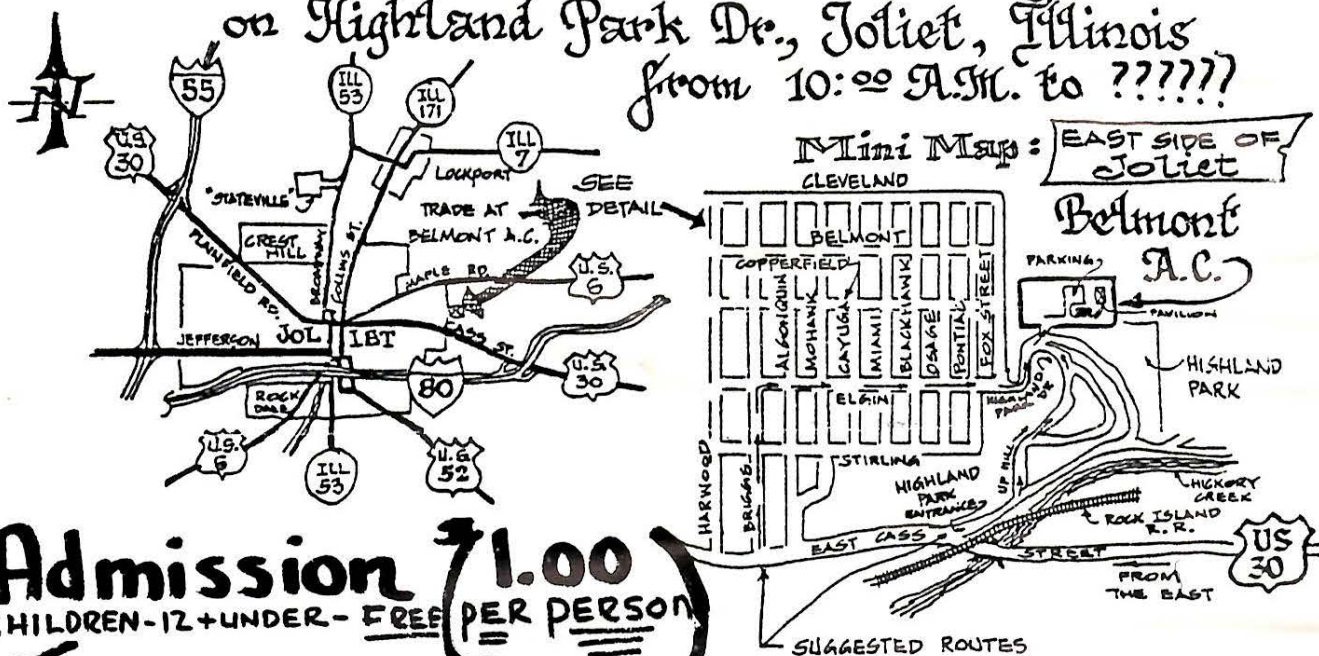 on Highland Park Dr., Joliet, Illinois
from 10:00 A.M. to ??????
N
55
ILL 53
ILL 171
U.S. 30
ILL 7
"STATEVILLE"
LOCKPORT
SEE DETAIL
TRADE AT
BELMONT A.C.
CREST HILL
PLAINFIELD RD.
BROADWAY
COLLINS ST.
MAPLE RD.
U.S. 6
JEFFERSON
JOL IET
CASS ST.
U.S. 30
80
ROCK DALE
U.S. 6
ILL 53
U.S. 52
Mini Map:
EAST SIDE OF
Joliet
CLEVELAND
Belmont
A.C.
BELMONT
COPPERFIELD
PARKING
PAVILION
ALGONQUIN
MOHAWK
CAYUGA
MIAMI
BLACKHAWK
OSAGE
PONTIAC
FOX STREET
HIGHLAND
PARK
ELGIN
HIGHLAND PARK DR
HARWOOD
BRIGGS
STIRLING
HIGHLAND
PARK
ENTRANCE
UP HILL
HICKORY
CREEK
ROCK ISLAND
R.R.
EAST CASS STREET
US
30
FROM
THE EAST
SUGGESTED ROUTES
Admission $1.00
HILDREN-12+UNDER-FREE PER PERSON